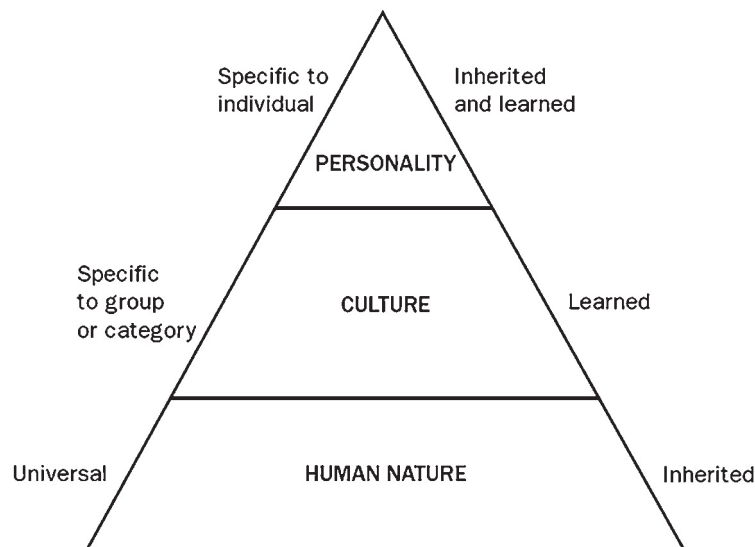 Specific to
individual
Inherited
and learned
PERSONALITY
Specific
to group
or category
CULTURE
Learned
Universal
HUMAN NATURE
Inherited